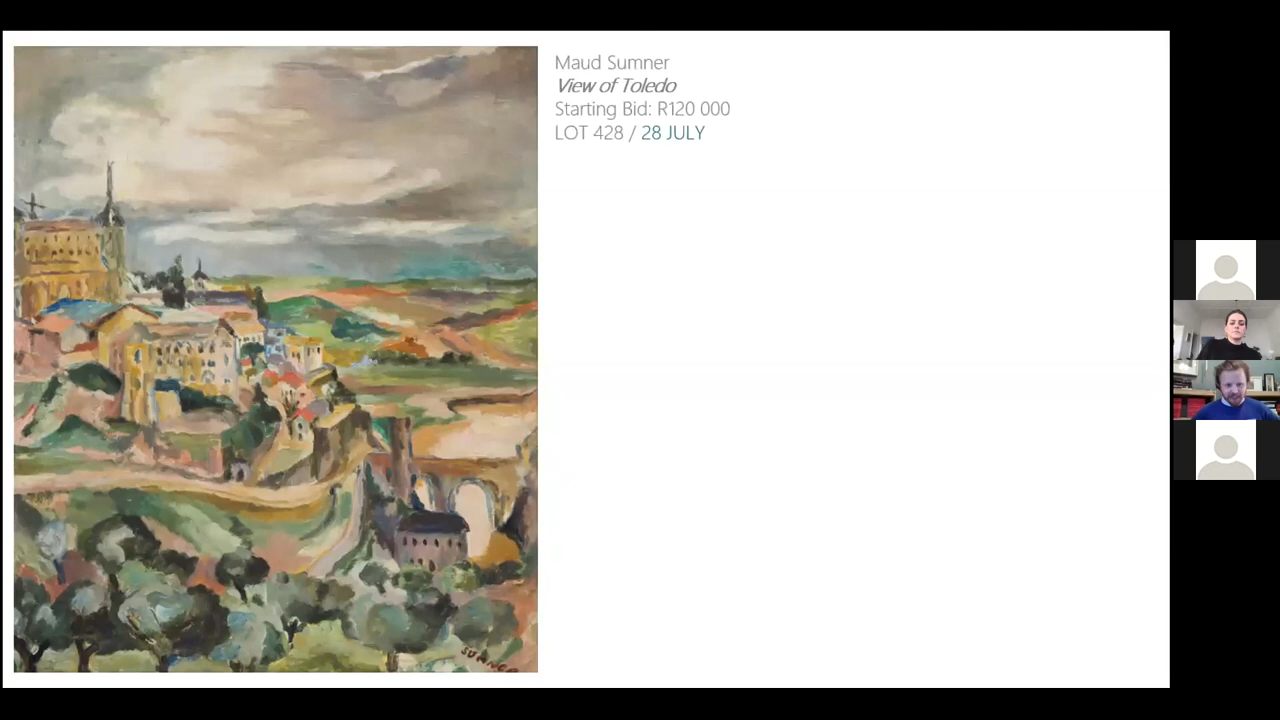 Maud Sumner
View of Toledo
Starting Bid: R120 000
LOT 428 / 28 JULY
SUMNER